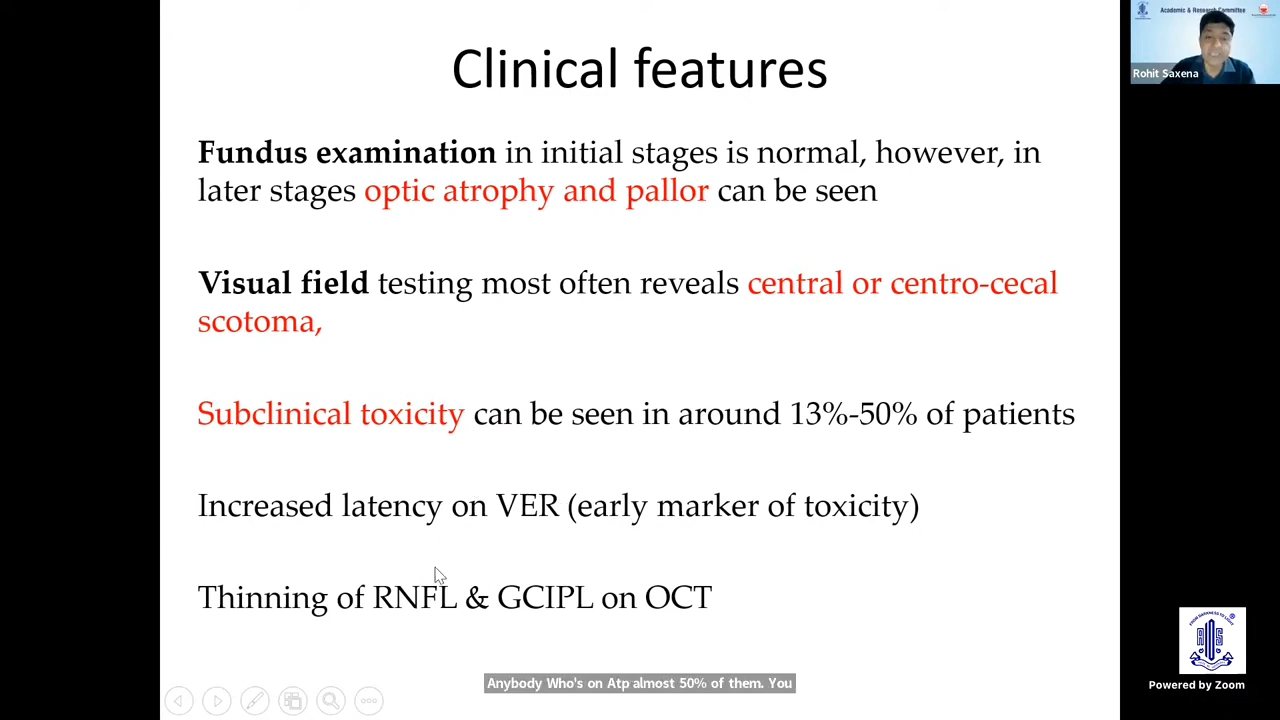 Clinical features
Fundus examination in initial stages is normal, however, in
later stages optic atrophy and pallor can be seen
Visual field testing most often reveals central or centro-cecal
scotoma,
Subclinical toxicity can be seen in around 13%-50% of patients
Increased latency on VER (early marker of toxicity)
Thinning of RNFL & GCIPL on OCT
Anybody Who's on Atp almost 50% of them. You
Academic & Research Committee
Rohit Saxena
Powered by Zoom